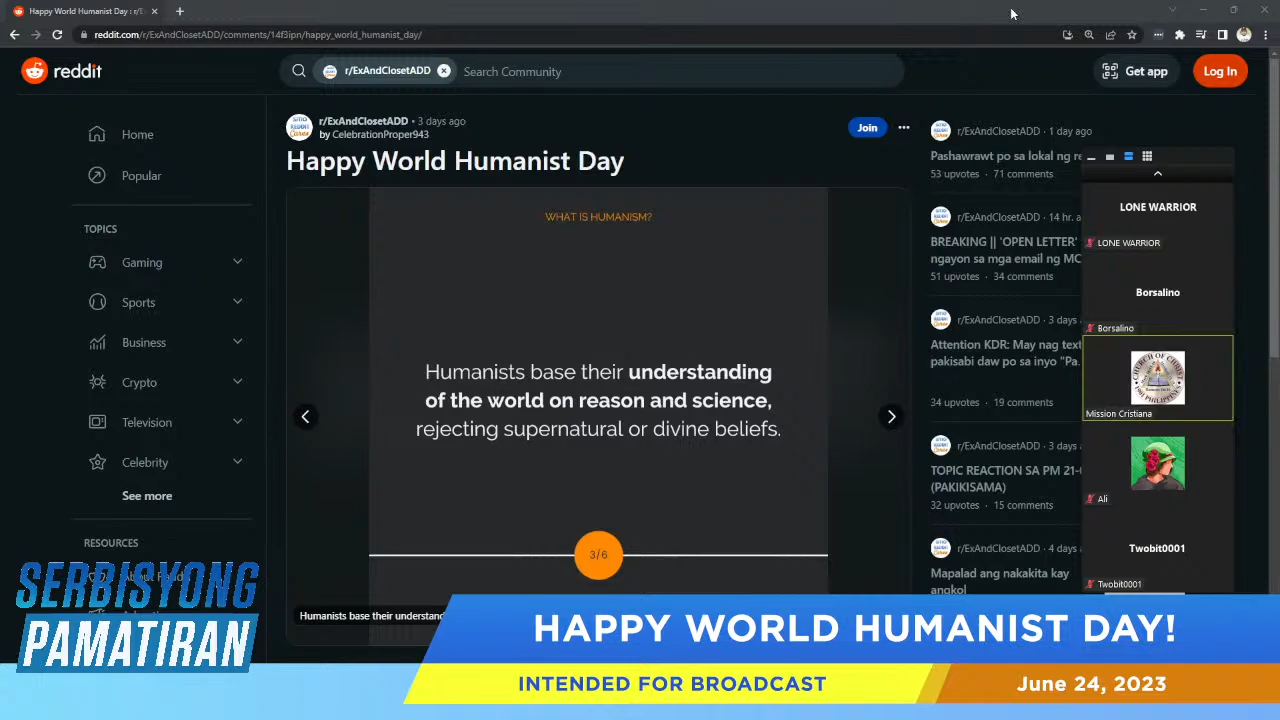 Happy World Humanist Day : r/E
reddit.com/r/ExAndClosetADD/comments/14f3ipn/happy_world_humanist_day/
reddit
r/ExAndClosetADD
Search Community
Get app
Log In
Home
Popular
TOPICS
Gaming
Sports
Business
Crypto
Television
Celebrity
See more
RESOURCES
r/ExAndClosetADD · 3 days ago
by CelebrationProper943
Join
Happy World Humanist Day
WHAT IS HUMANISM?
Humanists base their understanding
of the world on reason and science,
rejecting supernatural or divine beliefs.
3/6
Humanists base their understand
r/ExAndClosetADD · 1 day ago
Pashawrawt po sa lokal ng re
53 upvotes · 71 comments
r/ExAndClosetADD · 14 hr. a
BREAKING || 'OPEN LETTER'
ngayon sa mga email ng MC
51 upvotes · 34 comments
r/ExAndClosetADD · 3 days a
Attention KDR: May nag text
pakisabi daw po sa inyo "Pa.
34 upvotes · 19 comments
r/ExAndClosetADD · 3 days a
TOPIC REACTION SA PM 21-
(PAKIKISAMA)
32 upvotes · 15 comments
r/ExAndClosetADD · 4 days a
Mapalad ang nakakita kay
angkol
LONE WARRIOR
LONE WARRIOR
Borsalino
Borsalino
CHURCH OF CHRIST
Mission Cristiana
Ali
Twobit0001
Twobit0001
SERBISYONG
PAMATIRAN
HAPPY WORLD HUMANIST DAY!
INTENDED FOR BROADCAST
June 24, 2023